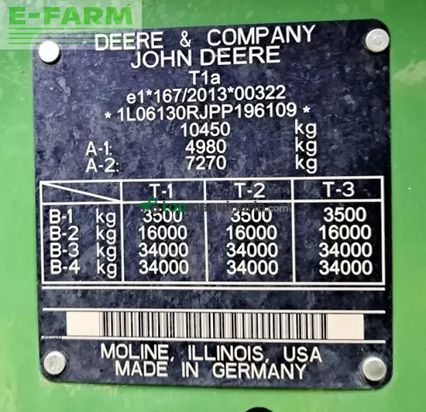 E-FARM
DEERE & COMPANY
JOHN DEERE
T1a
e1*167/2013*00322
*1L06130RJPP196109*
10450 kg
A-1: 4980 kg
A-2: 7270 kg
T-1 T-2 T-3
B-1 kg 3500 3500 3500
B-2 kg 16000 16000 16000
B-3 kg 34000 34000 34000
B-4 kg 34000 34000 34000
MOLINE, ILLINOIS, USA
MADE IN GERMANY